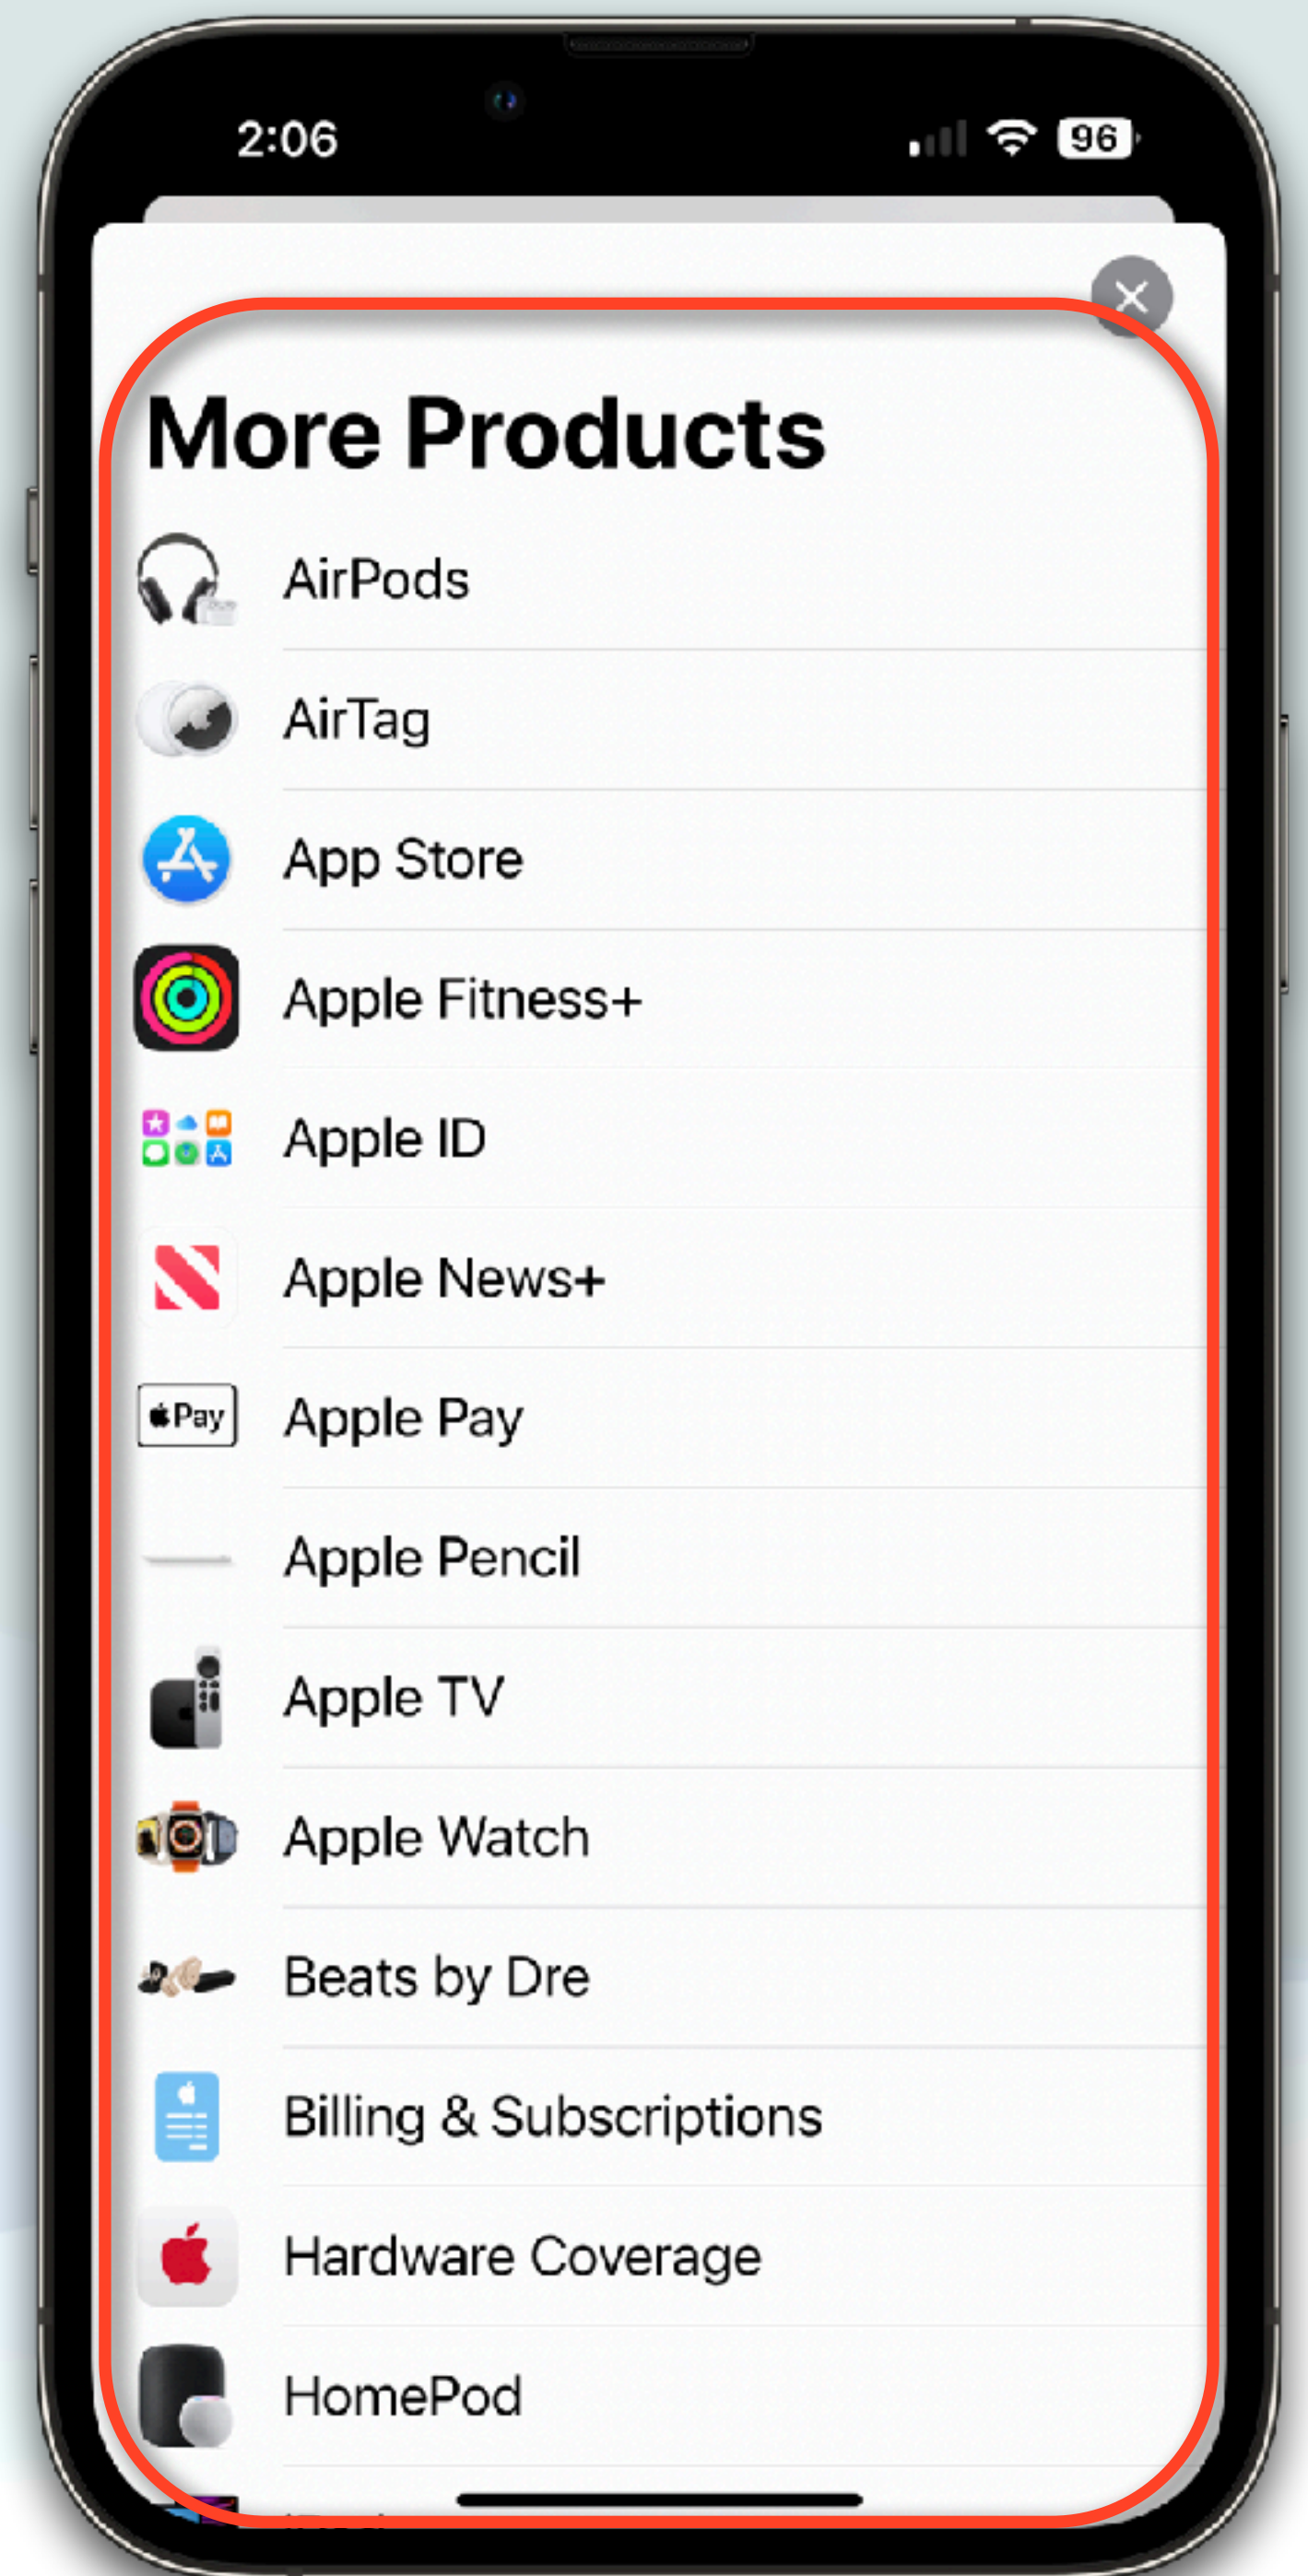 2:06
96
More Products
AirPods
AirTag
App Store
Apple Fitness+
Apple ID
Apple News+
Pay
Apple Pay
Apple Pencil
Apple TV
Apple Watch
Beats by Dre
Billing & Subscriptions
Hardware Coverage
HomePod